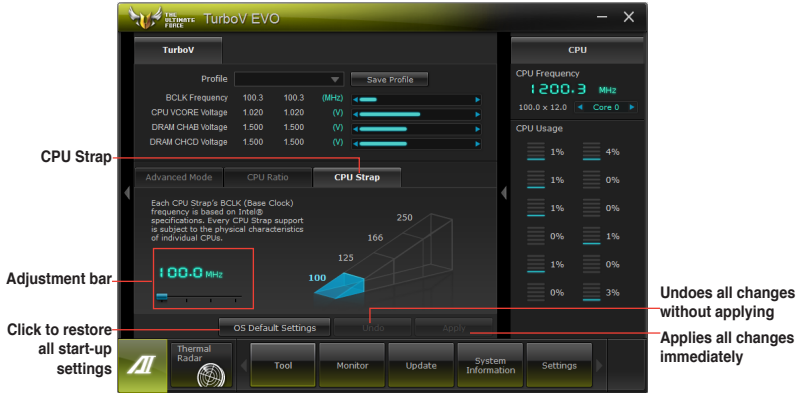 THE ULTIMATE FORCE TurboV EVO
TurboV
Profile
Save Profile
BCLK Frequency 100.3 100.3 (MHz)
CPU VCORE Voltage 1.020 1.020 (V)
DRAM CHAB Voltage 1.500 1.500 (V)
DRAM CHCD Voltage 1.500 1.500 (V)
CPU Strap
Advanced Mode
CPU Ratio
CPU Strap
Each CPU Strap's BCLK (Base Clock)
frequency is based on Intel®
specifications. Every CPU Strap support
is subject to the physical characteristics
of individual CPUs.
250
166
125
100
Adjustment bar
100.0 MHz
Click to restore
all start-up
settings
OS Default Settings
Undo
Apply
CPU
CPU Frequency
1200.3 MHz
100.0 x 12.0 Core 0
CPU Usage
1% 4%
1% 0%
1% 0%
0% 1%
1% 0%
0% 3%
Undoes all changes
without applying
Applies all changes
immediately
AI
Thermal
Radar
Tool
Monitor
Update
System
Information
Settings